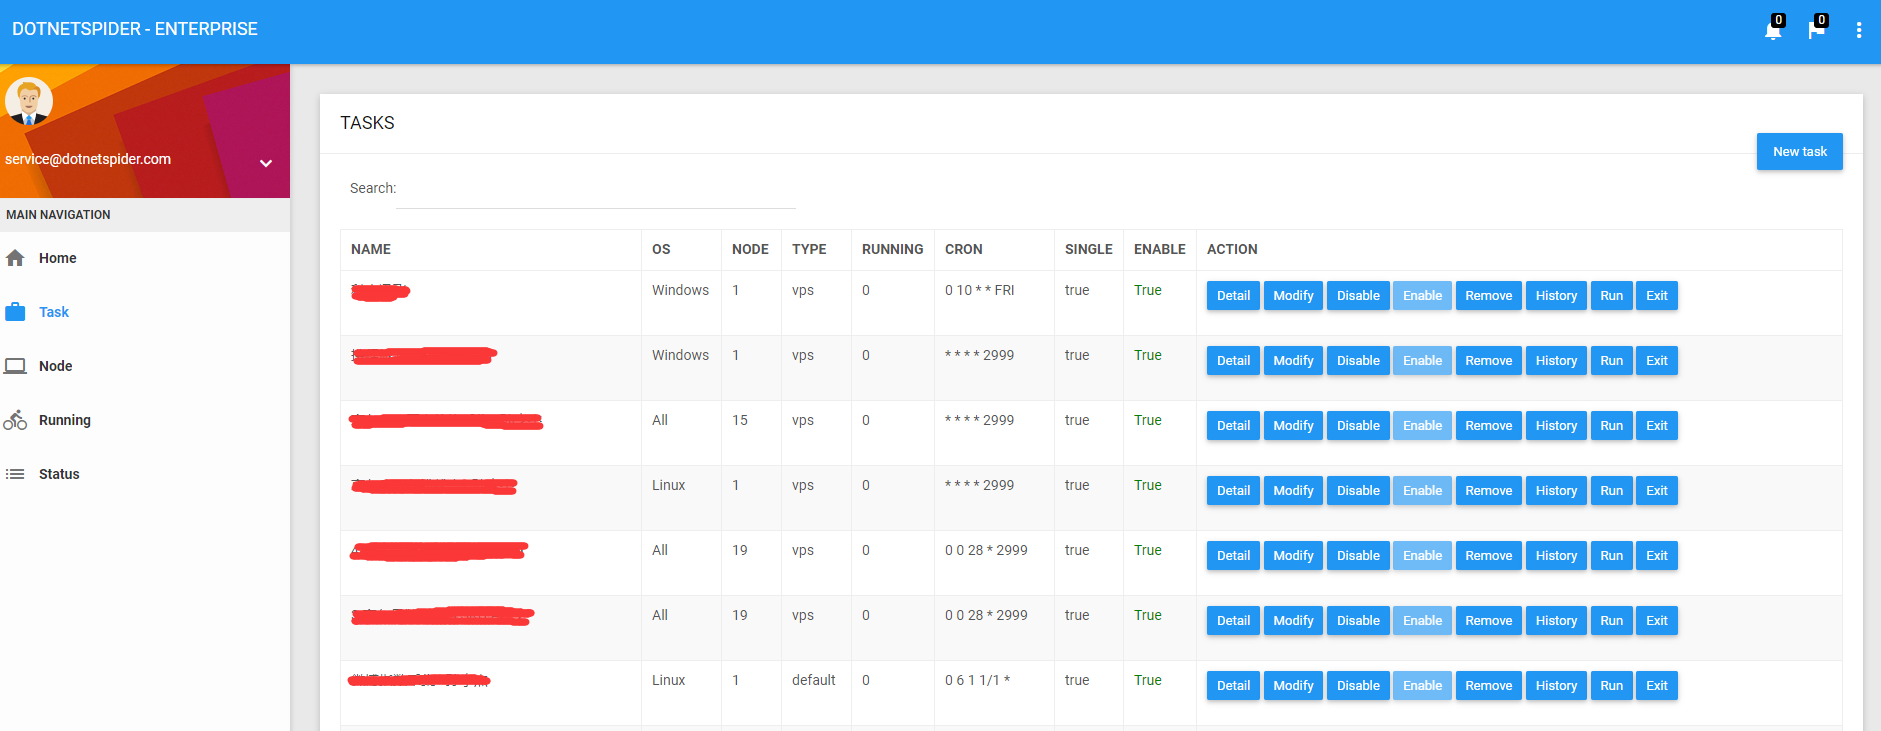 DOTNETSPIDER - ENTERPRISE
0
0
service@dotnetspider.com
MAIN NAVIGATION
Home
Task
Node
Running
Status
TASKS
New task
Search:
NAME OS NODE TYPE RUNNING CRON SINGLE ENABLE ACTION
Windows 1 vps 0 0 10 * * FRI true True Detail Modify Disable Enable Remove History Run Exit
Windows 1 vps 0 * * * * 2999 true True Detail Modify Disable Enable Remove History Run Exit
All 15 vps 0 * * * * 2999 true True Detail Modify Disable Enable Remove History Run Exit
Linux 1 vps 0 * * * * 2999 true True Detail Modify Disable Enable Remove History Run Exit
All 19 vps 0 0 0 28 * 2999 true True Detail Modify Disable Enable Remove History Run Exit
All 19 vps 0 0 0 28 * 2999 true True Detail Modify Disable Enable Remove History Run Exit
Linux 1 default 0 0 6 1 1/1 * true True Detail Modify Disable Enable Remove History Run Exit